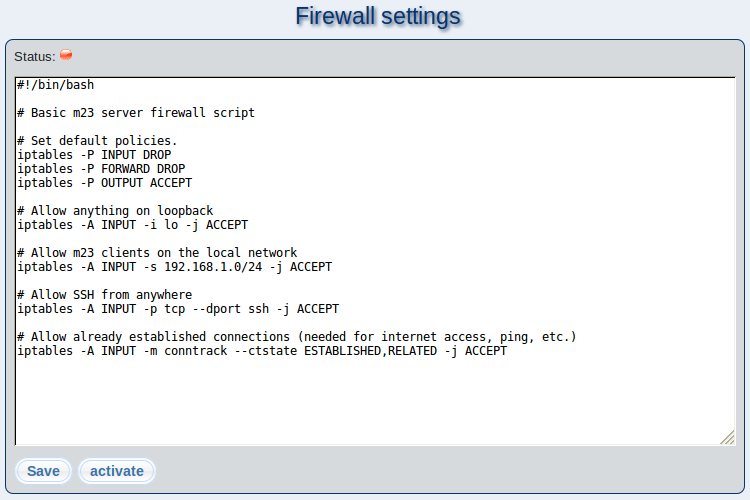 Firewall settings
Status:
#!/bin/bash
# Basic m23 server firewall script
# Set default policies.
iptables -P INPUT DROP
iptables -P FORWARD DROP
iptables -P OUTPUT ACCEPT
# Allow anything on loopback
iptables -A INPUT -i lo -j ACCEPT
# Allow m23 clients on the local network
iptables -A INPUT -s 192.168.1.0/24 -j ACCEPT
# Allow SSH from anywhere
iptables -A INPUT -p tcp --dport ssh -j ACCEPT
# Allow already established connections (needed for internet access, ping, etc.)
iptables -A INPUT -m conntrack --ctstate ESTABLISHED,RELATED -j ACCEPT
Save activate